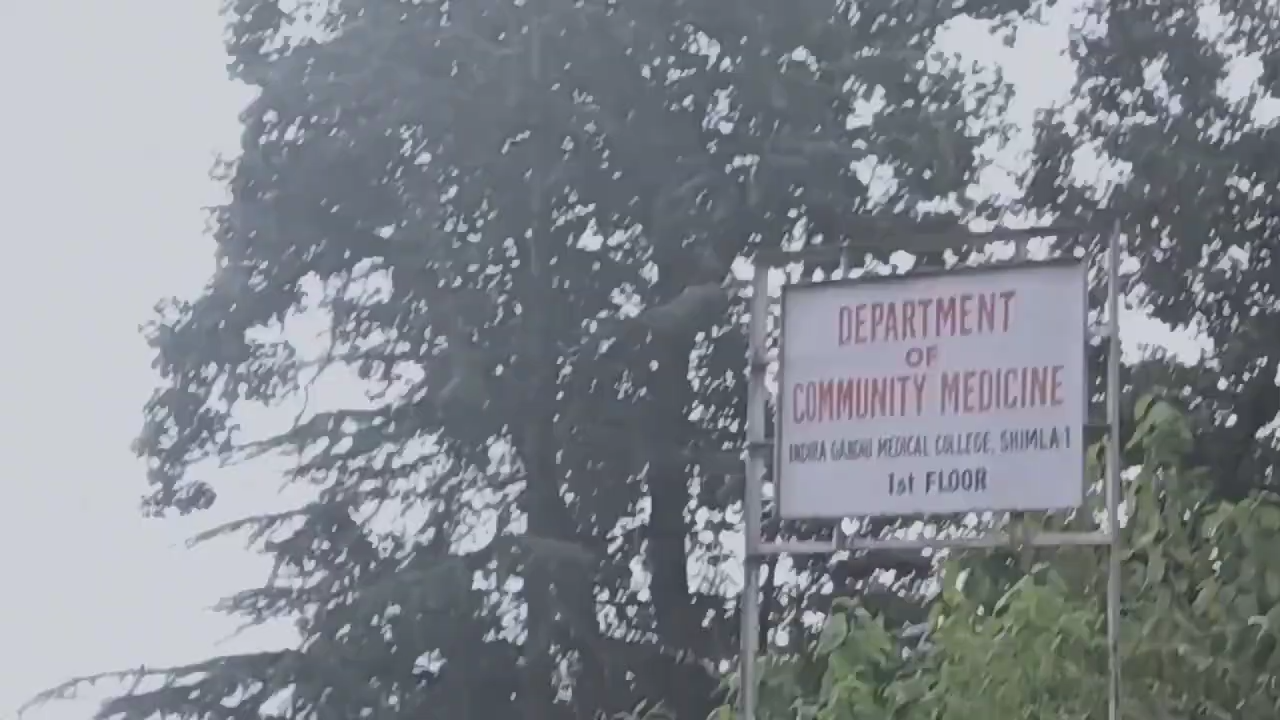 DEPARTMENT
OF
COMMUNITY MEDICINE
INDIRA GANDHI MEDICAL COLLEGE, SHIMLA-1
1st FLOOR